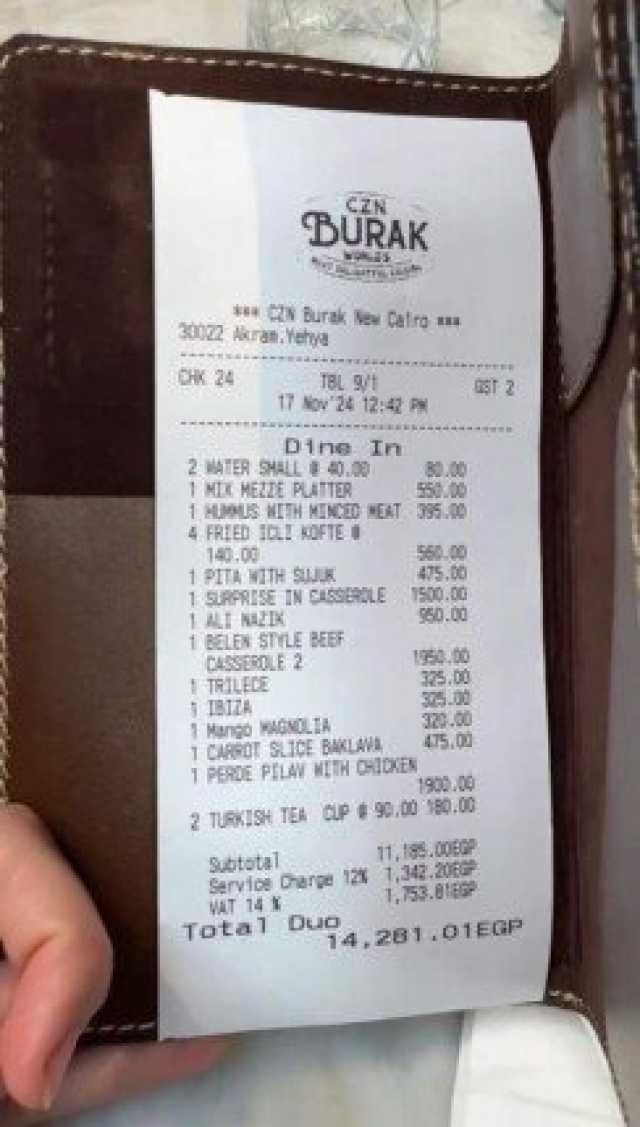 CZN
BURAK
WORLD'S
*** CZN Burak New Cairo ***
30022 Akram.Yehya
CHK 24 TBL 9/1 GST 2
17 Nov'24 12:42 PM
Dine In
2 WATER SMALL @ 40.00 80.00
1 MIX MEZZE PLATTER 550.00
1 HUMMUS WITH MINCED MEAT 395.00
4 FRIED ICLI KOFTE @
140.00 560.00
1 PITA WITH SUJUK 475.00
1 SURPRISE IN CASSEROLE 1500.00
1 ALI NAZIK 950.00
1 BELEN STYLE BEEF
CASSEROLE 2 1950.00
1 TRILECE 325.00
1 IBIZA 325.00
1 Mango MAGNOLIA 320.00
1 CARROT SLICE BAKLAVA 475.00
1 PERDE PILAV WITH CHICKEN
1900.00
2 TURKISH TEA CUP @ 90.00 180.00
Subtotal 11,185.00EGP
Service Charge 12% 1,342.20EGP
VAT 14 % 1,753.81EGP
Total Duo
14,281.01EGP